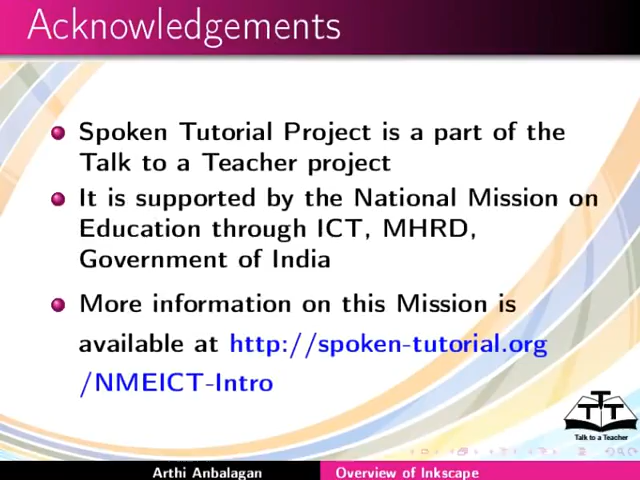 Acknowledgements
Spoken Tutorial Project is a part of the
Talk to a Teacher project
It is supported by the National Mission on
Education through ICT, MHRD,
Government of India
More information on this Mission is
available at http://spoken-tutorial.org
/NMEICT-Intro
TTT
Talk to a Teacher
Arthi Anbalagan
Overview of Inkscape